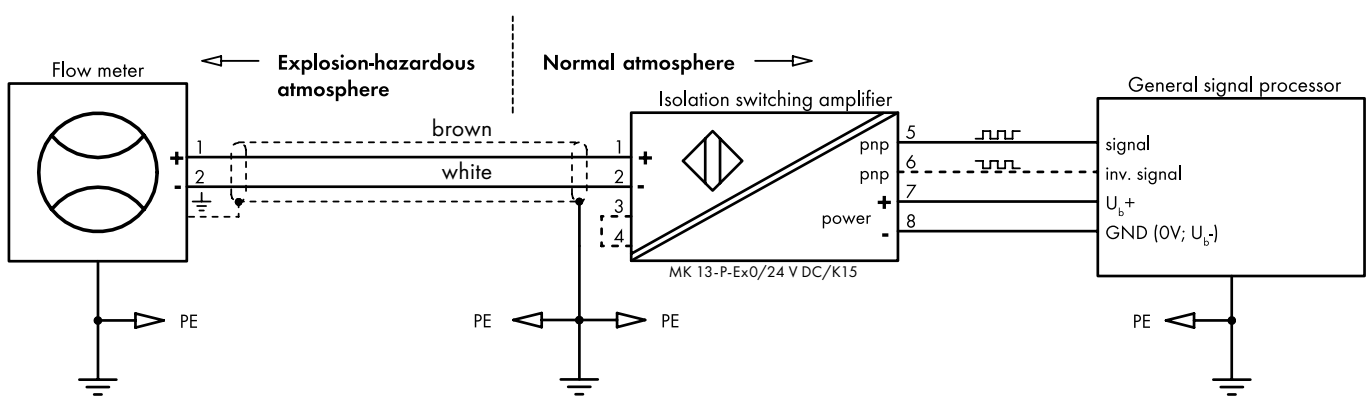 Flow meter
Explosion-hazardous
atmosphere
Normal atmosphere
Isolation switching amplifier
General signal processor
+ 1
- 2
brown
white
1 +
2 -
3
4
pnp 5
pnp 6
+ 7
power
- 8
signal
inv. signal
Ub+
GND (0V; Ub-)
MK 13-P-Ex0/24 V DC/K15
PE
PE
PE
PE